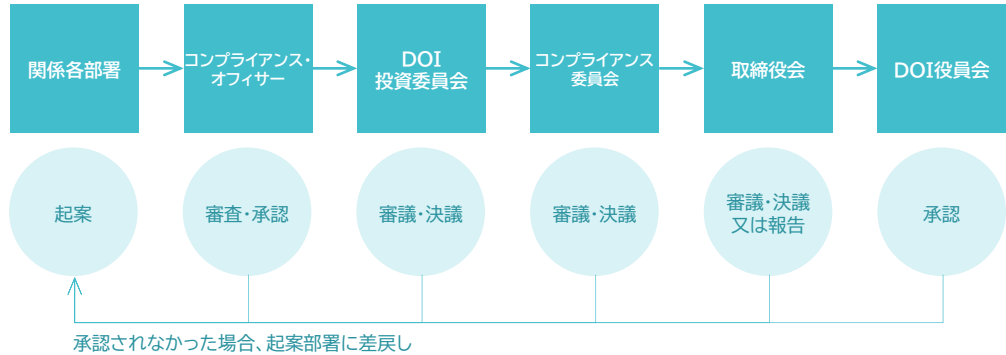 関係各部署
コンプライアンス・
オフィサー
DOI
投資委員会
コンプライアンス
委員会
取締役会
DOI役員会
起案
審査・承認
審議・決議
審議・決議
審議・決議
又は報告
承認
承認されなかった場合、起案部署に差戻し